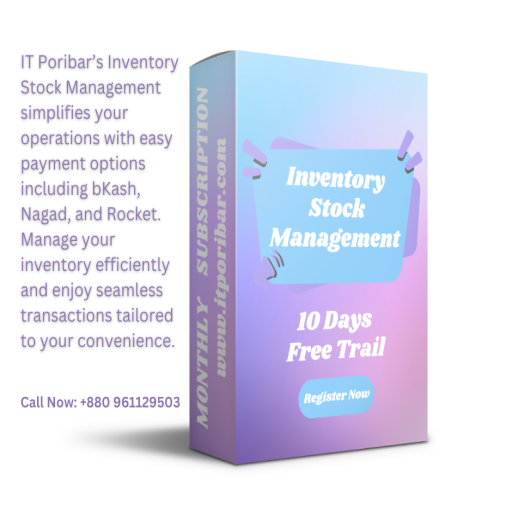 IT Poribar’s Inventory
Stock Management
simplifies your
operations with easy
payment options
including bKash,
Nagad, and Rocket.
Manage your
inventory efficiently
and enjoy seamless
transactions tailored
to your convenience.
Call Now: +880 961129503
MONTHLY SUBSCRIPTION
www.itporibar.com
Inventory
Stock
Management
10 Days
Free Trail
Register Now